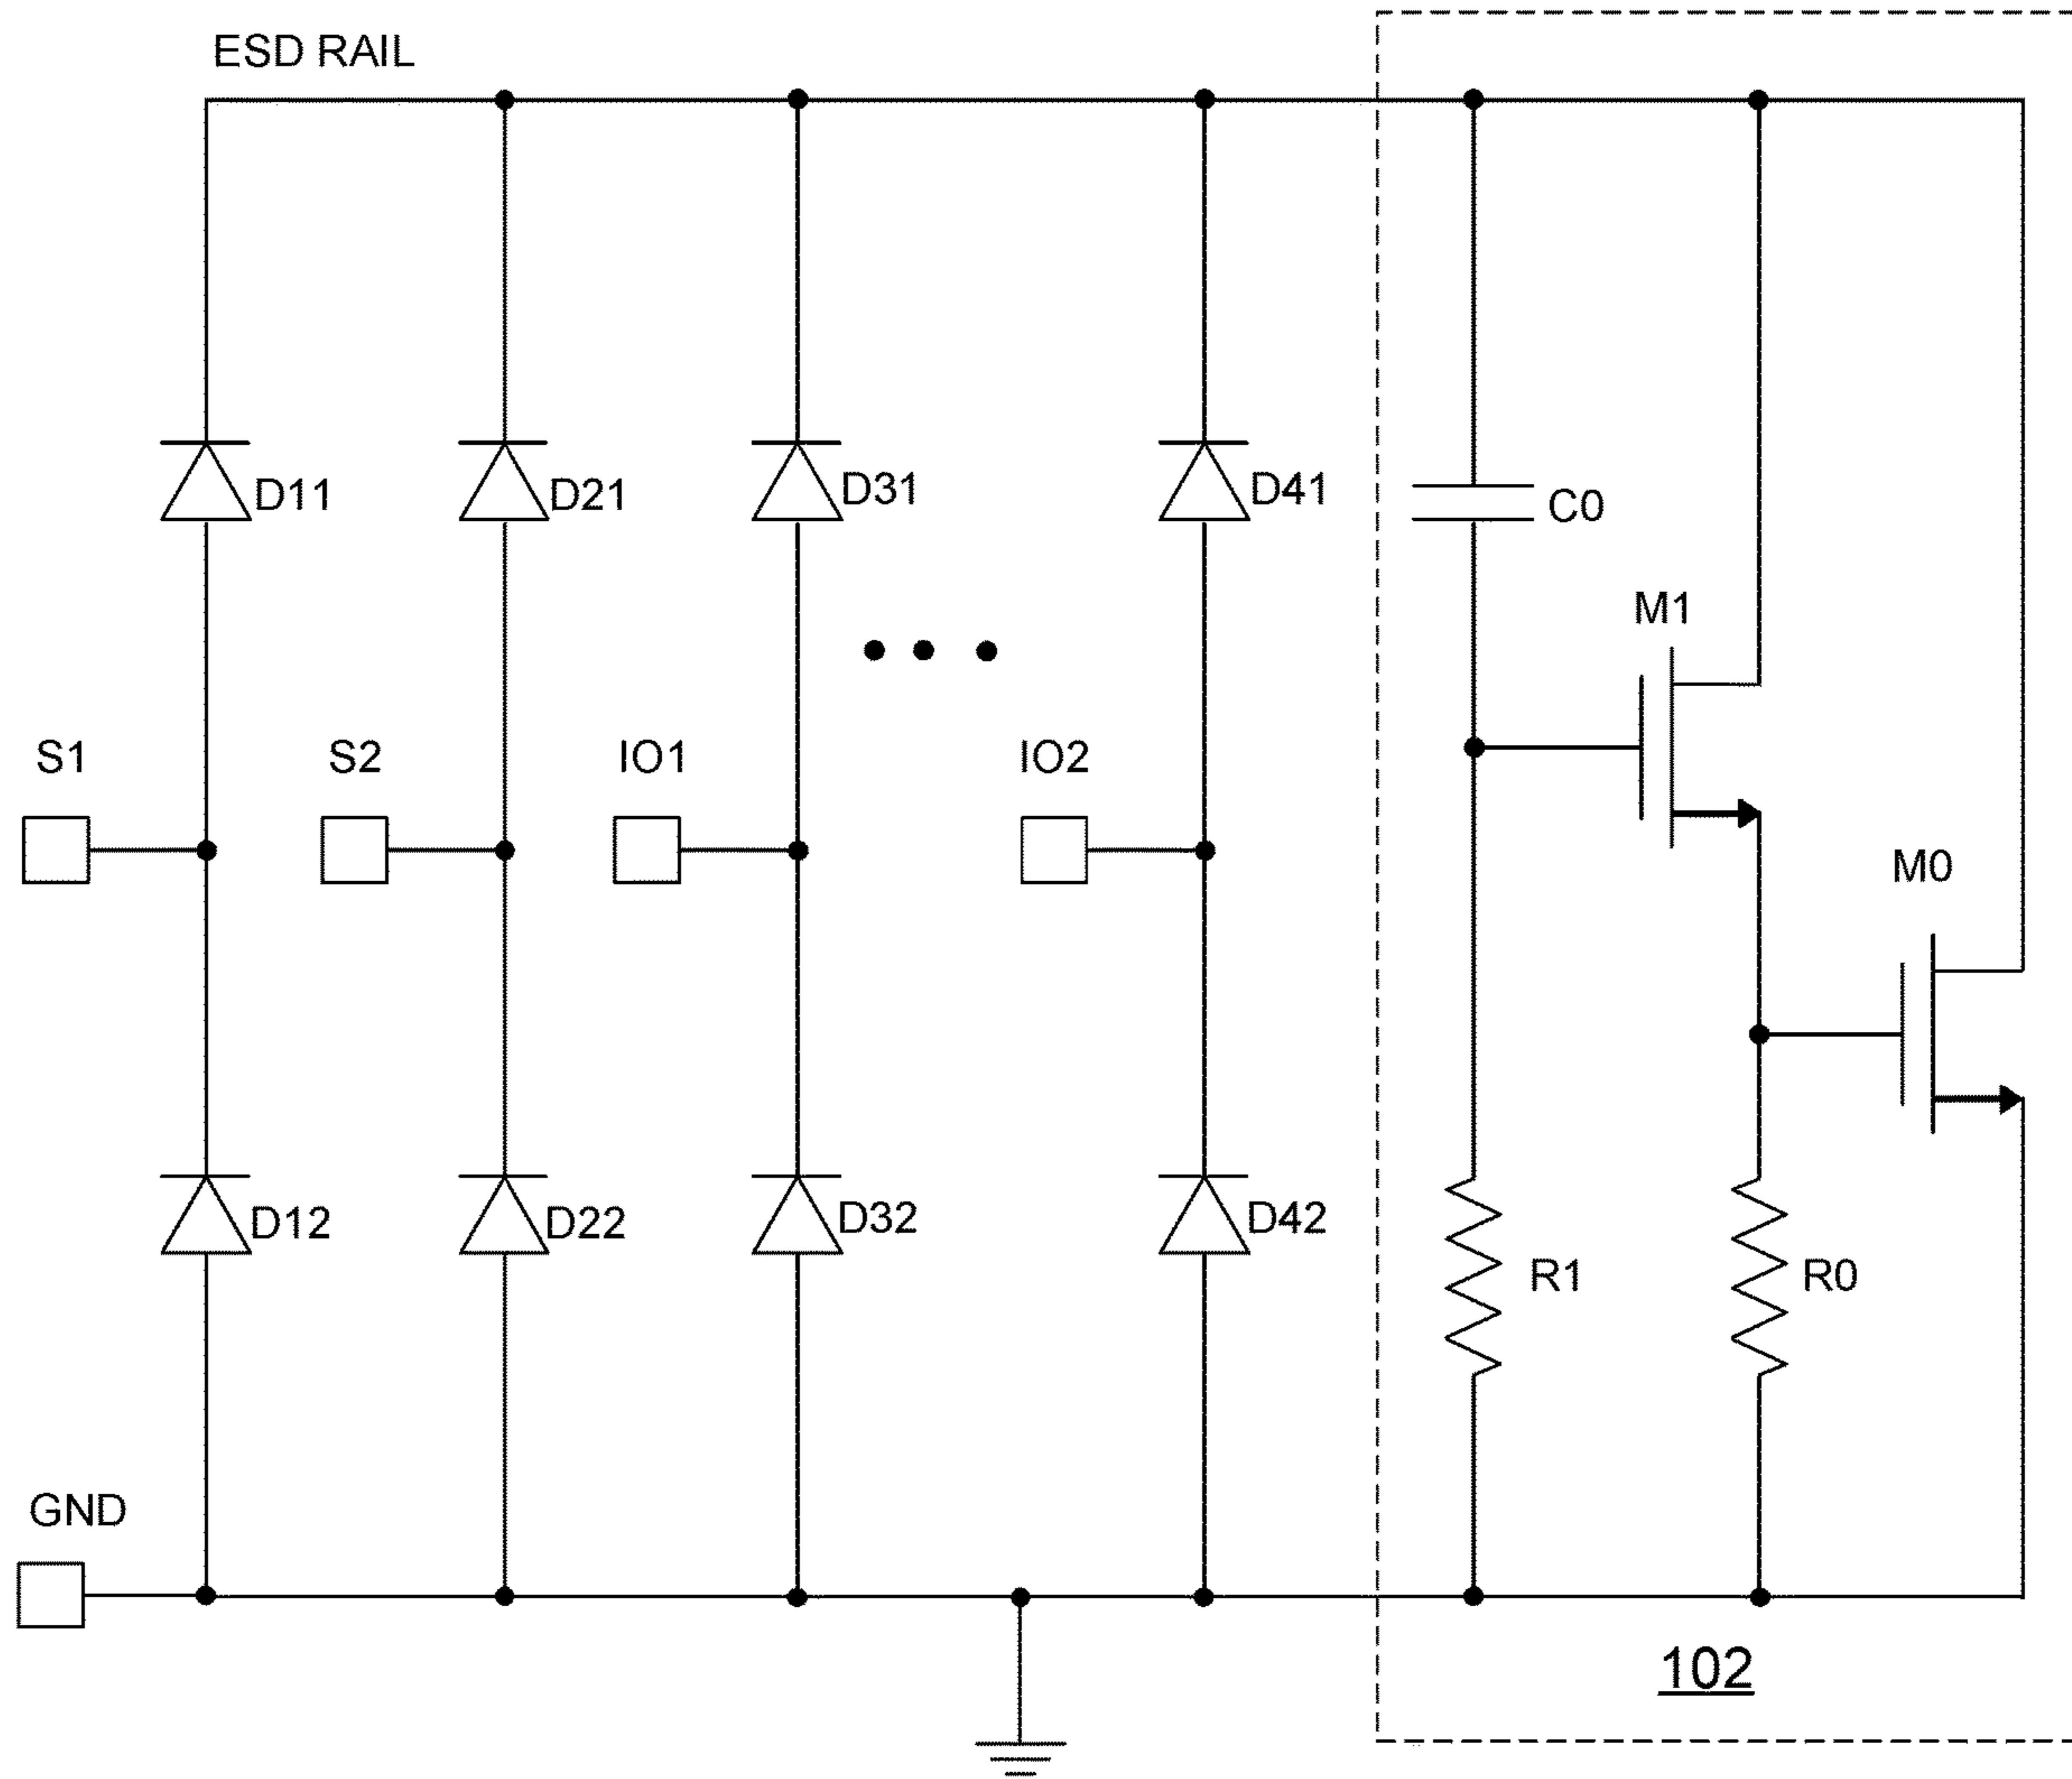 ESD RAIL
D11
D21
D31
D41
C0
M1
S1
S2
IO1
IO2
M0
D12
D22
D32
D42
R1
R0
GND
102